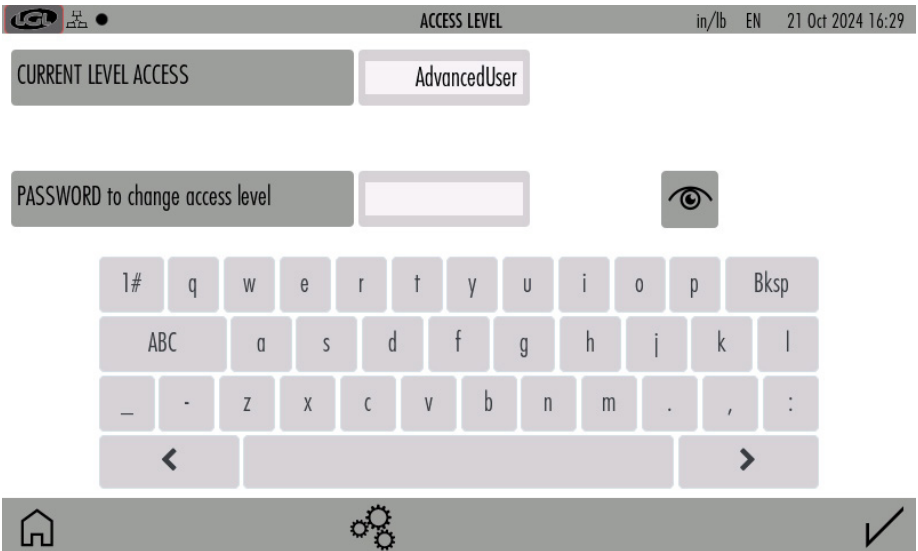 LGL ACCESS LEVEL in/lb EN 21 Oct 2024 16:29
CURRENT LEVEL ACCESS AdvancedUser
PASSWORD to change access level
1# q w e r t y u i o p Bksp
ABC a s d f g h j k l
_ - z x c v b n m . , :